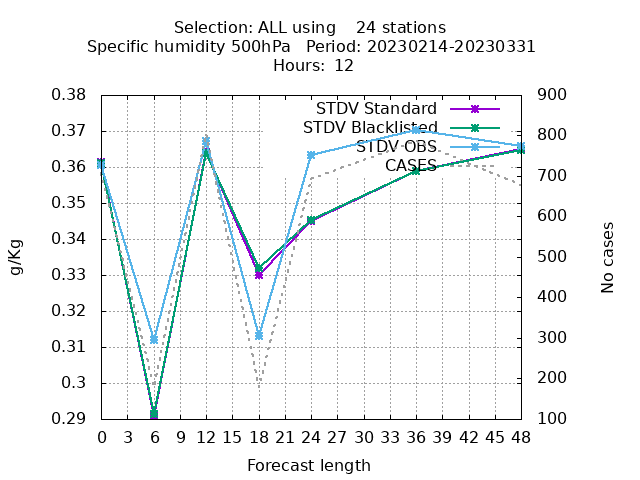 Selection: ALL using    24 stations
Specific humidity 500hPa   Period: 20230214-20230331
Hours: 12
STDV Standard
STDV Blacklisted
STDV OBS
CASES
0.38
0.37
0.36
0.35
0.34
0.33
0.32
0.31
0.3
0.29
900
800
700
600
500
400
300
200
100
g/Kg
No cases
0 3 6 9 12 15 18 21 24 27 30 33 36 39 42 45 48
Forecast length